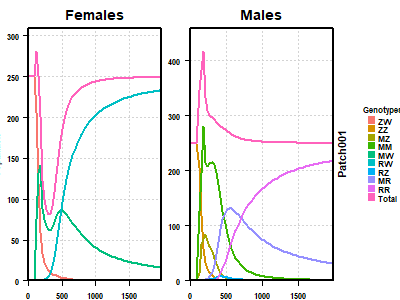 Females
Males
300
250
200
150
100
50
0
0
500
1000
1500
400
300
200
100
0
0
500
1000
1500
Patch001
Genotypes
ZW
ZZ
MZ
MM
MW
RW
RZ
MR
RR
Total